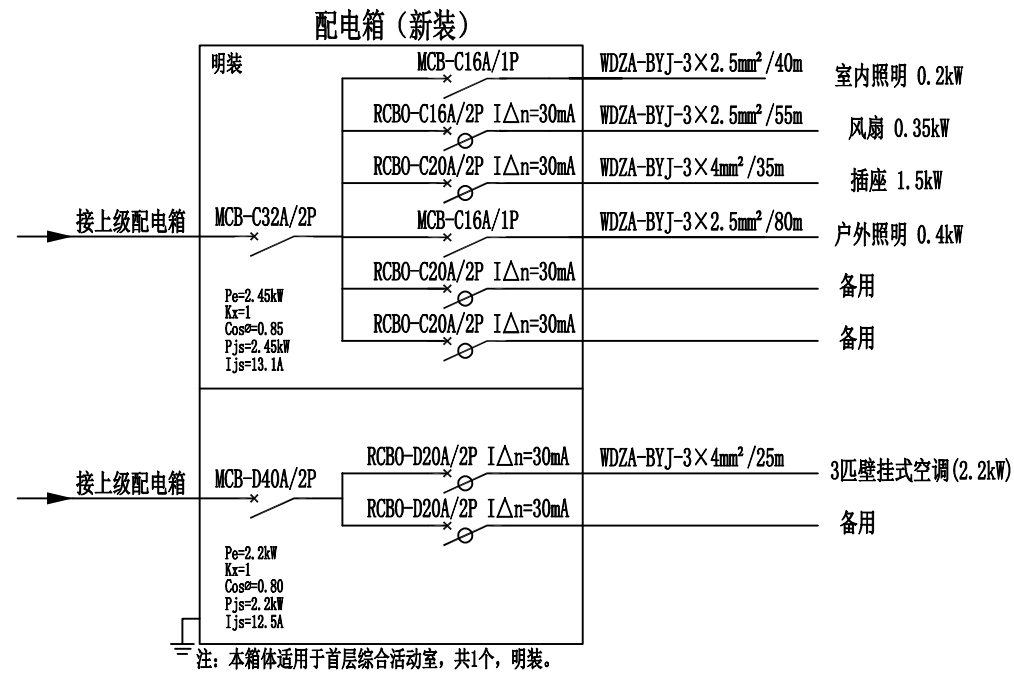 配电箱（新装）
明装
MCB-C16A/1P WDZA-BYJ-3×2.5mm²/40m 室内照明 0.2kW
RCBO-C16A/2P I△n=30mA WDZA-BYJ-3×2.5mm²/55m 风扇 0.35kW
RCBO-C20A/2P I△n=30mA WDZA-BYJ-3×4mm²/35m 插座 1.5kW
接上级配电箱 MCB-C32A/2P MCB-C16A/1P WDZA-BYJ-3×2.5mm²/80m 户外照明 0.4kW
RCBO-C20A/2P I△n=30mA 备用
RCBO-C20A/2P I△n=30mA 备用
Pe=2.45kW
Kx=1
Cosø=0.85
Pjs=2.45kW
Ijs=13.1A
RCBO-D20A/2P I△n=30mA WDZA-BYJ-3×4mm²/25m 3匹壁挂式空调(2.2kW)
接上级配电箱 MCB-D40A/2P
RCBO-D20A/2P I△n=30mA 备用
Pe=2.2kW
Kx=1
Cosø=0.80
Pjs=2.2kW
Ijs=12.5A
注：本箱体适用于首层综合活动室，共1个，明装。